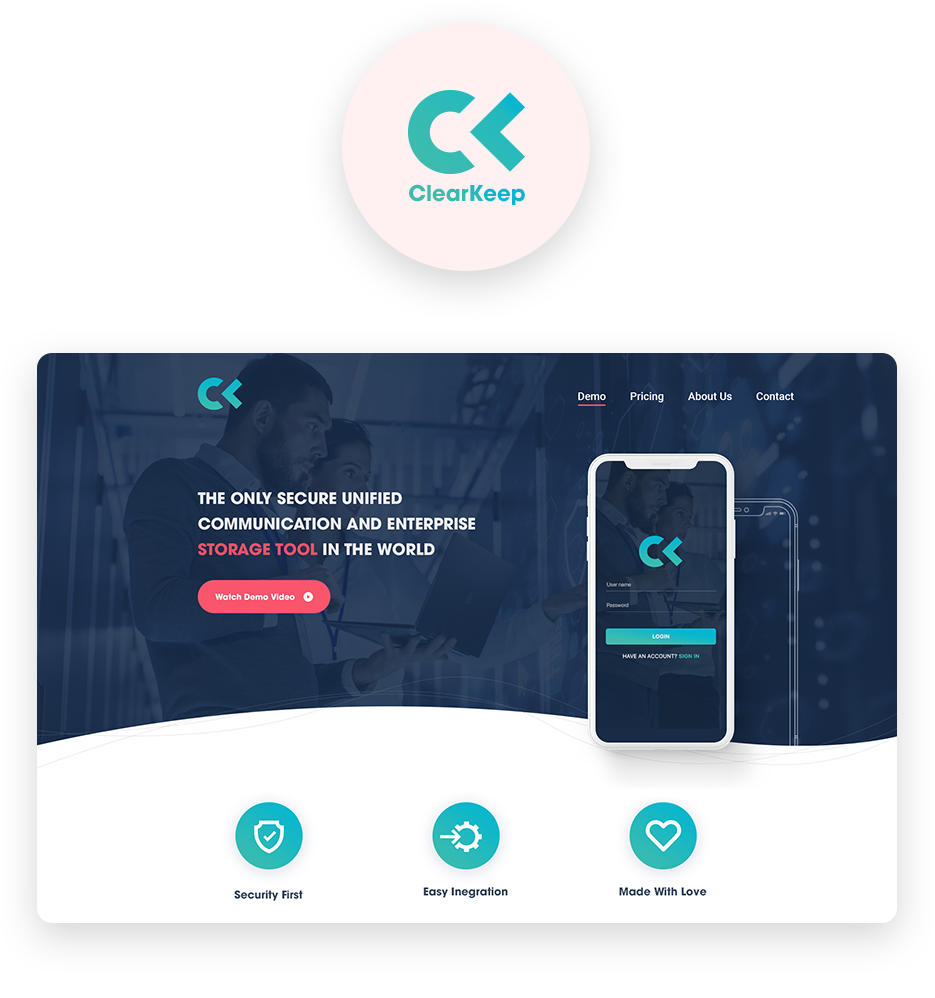 ClearKeep
Demo Pricing About Us Contact
THE ONLY SECURE UNIFIED
COMMUNICATION AND ENTERPRISE
STORAGE TOOL IN THE WORLD
Watch Demo Video
User name
Password
LOGIN
HAVE AN ACCOUNT? SIGN IN
Security First
Easy Inegration
Made With Love